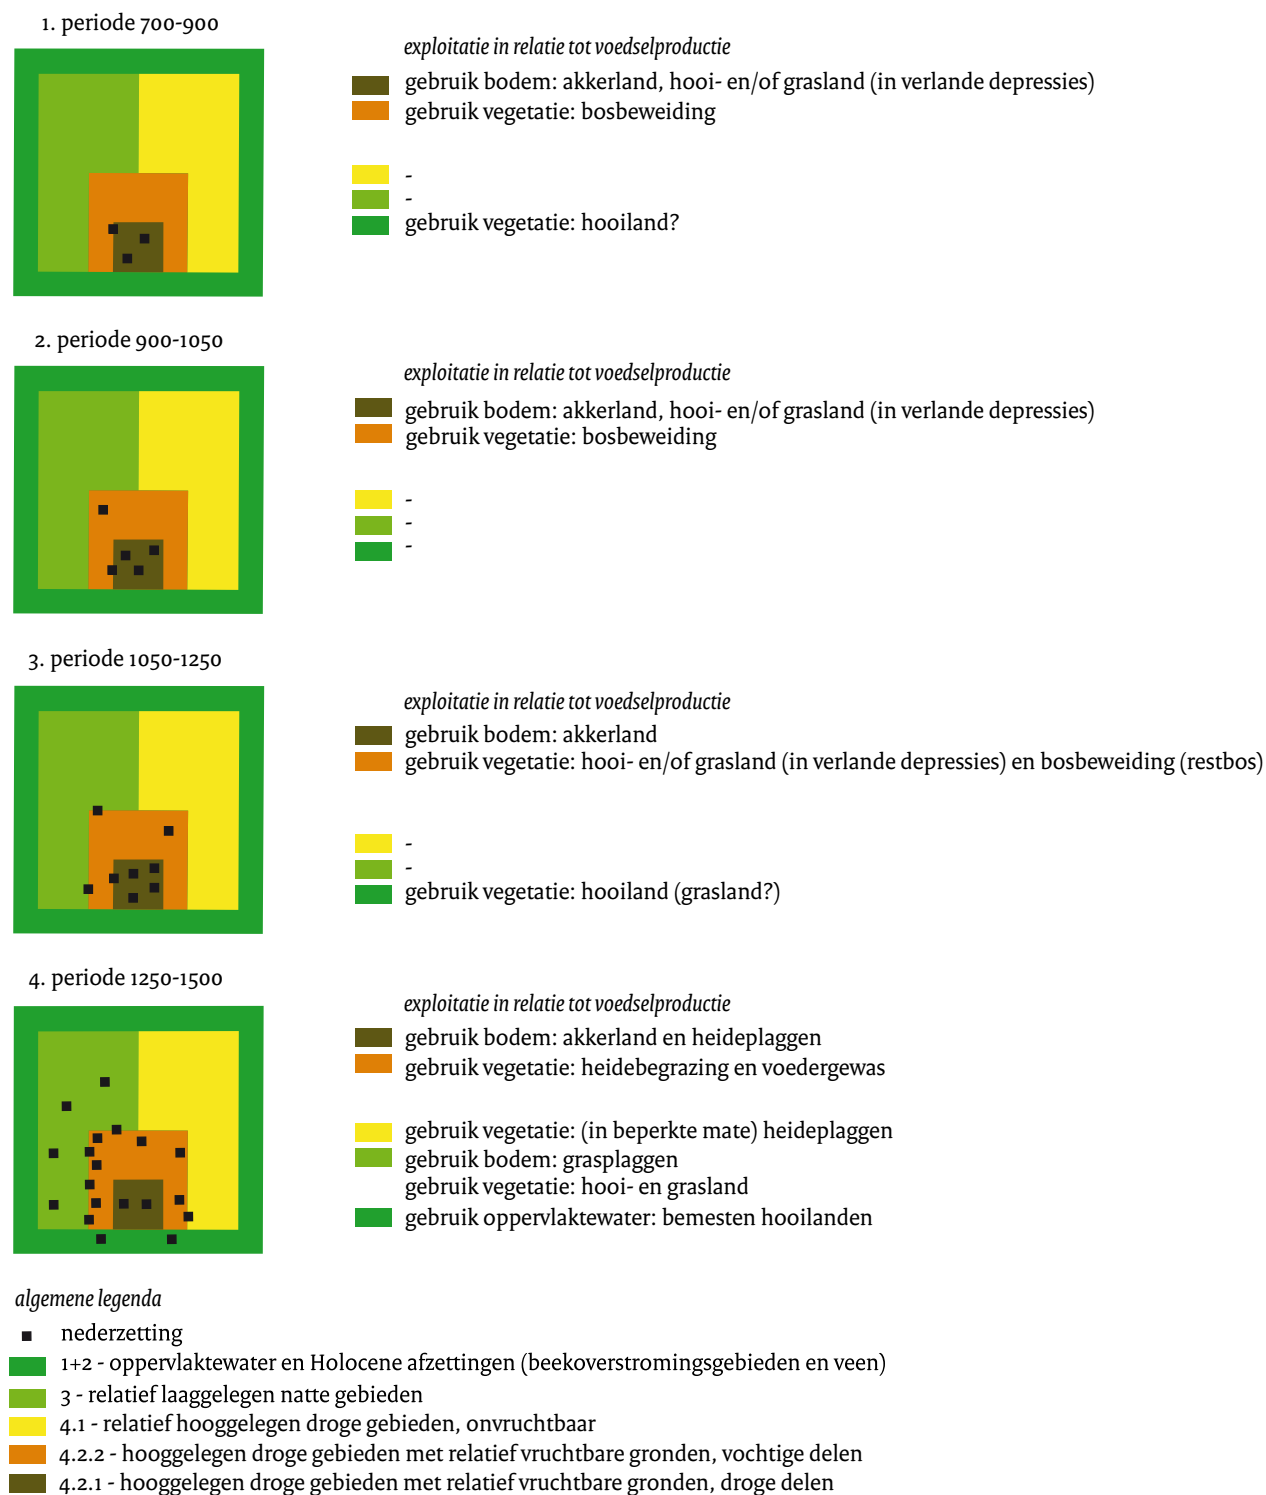 1. periode 700-900
exploitatie in relatie tot voedselproductie
gebruik bodem: akkerland, hooi- en/of grasland (in verlande depressies)
gebruik vegetatie: bosbeweiding
-
-
gebruik vegetatie: hooiland?
2. periode 900-1050
exploitatie in relatie tot voedselproductie
gebruik bodem: akkerland, hooi- en/of grasland (in verlande depressies)
gebruik vegetatie: bosbeweiding
-
-
-
3. periode 1050-1250
exploitatie in relatie tot voedselproductie
gebruik bodem: akkerland
gebruik vegetatie: hooi- en/of grasland (in verlande depressies) en bosbeweiding (restbos)
-
-
gebruik vegetatie: hooiland (grasland?)
4. periode 1250-1500
exploitatie in relatie tot voedselproductie
gebruik bodem: akkerland en heideplaggen
gebruik vegetatie: heidebegrazing en voedergewas
gebruik vegetatie: (in beperkte mate) heideplaggen
gebruik bodem: grasplaggen
gebruik vegetatie: hooi- en grasland
gebruik oppervlaktewater: bemesten hooilanden
algemene legenda
nederzetting
1+2 - oppervlaktewater en Holocene afzettingen (beekoverstromingsgebieden en veen)
3 - relatief laaggelegen natte gebieden
4.1 - relatief hooggelegen droge gebieden, onvruchtbaar
4.2.2 - hooggelegen droge gebieden met relatief vruchtbare gronden, vochtige delen
4.2.1 - hooggelegen droge gebieden met relatief vruchtbare gronden, droge delen